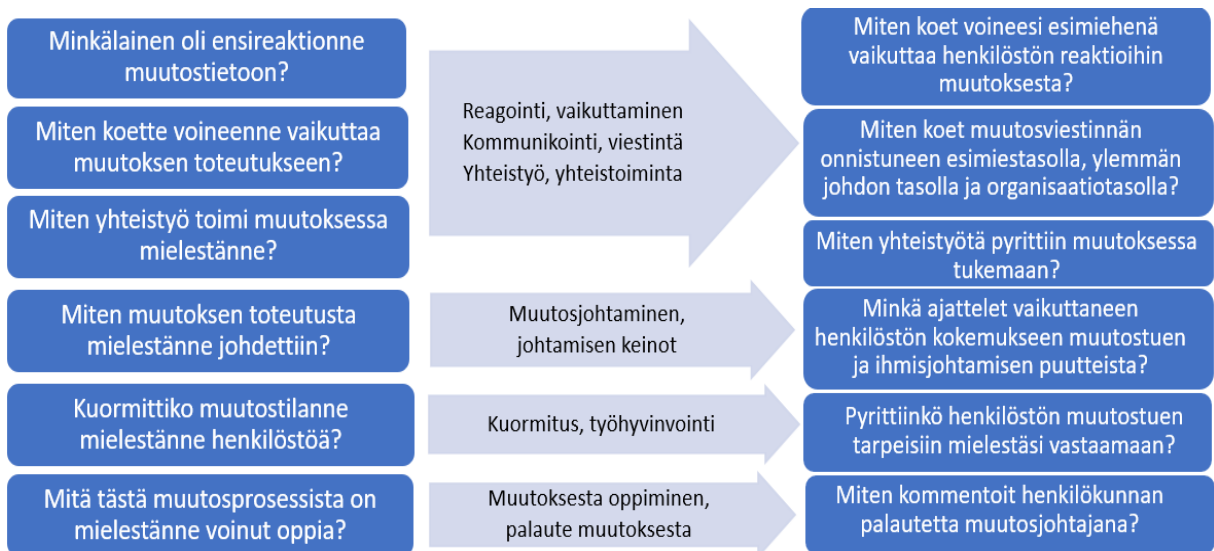 Minkälainen oli ensireaktionne
muutostietoon?
Miten koette voineenne vaikuttaa
muutoksen toteutukseen?
Miten yhteistyö toimi muutoksessa
mielestänne?
Miten muutoksen toteutusta
mielestänne johdettiin?
Kuormittiko muutostilanne
mielestänne henkilöstöä?
Mitä tästä muutosprosessista on
mielestänne voinut oppia?
Reagointi, vaikuttaminen
Kommunikointi, viestintä
Yhteistyö, yhteistoiminta
Muutosjohtaminen,
johtamisen keinot
Kuormitus, työhyvinvointi
Muutoksesta oppiminen,
palaute muutoksesta
Miten koet voineesi esimiehenä
vaikuttaa henkilöstön reaktioihin
muutoksesta?
Miten koet muutosviestinnän
onnistuneen esimiestasolla, ylemmän
johdon tasolla ja organisaatiotasolla?
Miten yhteistyötä pyrittiin muutoksessa
tukemaan?
Minkä ajattelet vaikuttaneen
henkilöstön kokemukseen muutostuen
ja ihmisjohtamisen puutteista?
Pyrittiinkö henkilöstön muutostuen
tarpeisiin mielestäsi vastaamaan?
Miten kommentoit henkilökunnan
palautetta muutosjohtajana?